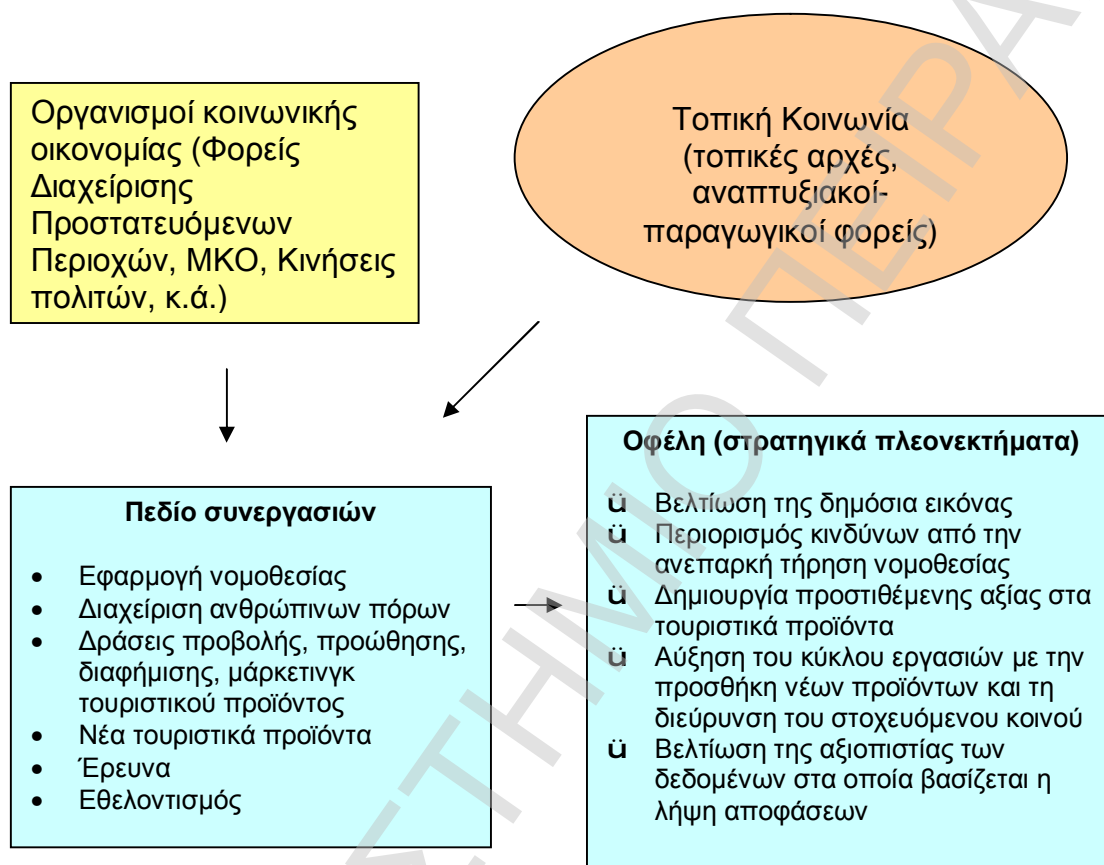 Οργανισμοί κοινωνικής
οικονομίας (Φορείς
Διαχείρισης
Προστατευόμενων
Περιοχών, ΜΚΟ, Κινήσεις
πολιτών, κ.ά.)
Τοπική Κοινωνία
(τοπικές αρχές,
αναπτυξιακοί-
παραγωγικοί φορείς)
Πεδίο συνεργασιών
• Εφαρμογή νομοθεσίας
• Διαχείριση ανθρώπινων πόρων
• Δράσεις προβολής, προώθησης,
διαφήμισης, μάρκετινγκ
τουριστικού προϊόντος
• Νέα τουριστικά προϊόντα
• Έρευνα
• Εθελοντισμός
Οφέλη (στρατηγικά πλεονεκτήματα)
ü Βελτίωση της δημόσια εικόνας
ü Περιορισμός κινδύνων από την
ανεπαρκή τήρηση νομοθεσίας
ü Δημιουργία προστιθέμενης αξίας στα
τουριστικά προϊόντα
ü Αύξηση του κύκλου εργασιών με την
προσθήκη νέων προϊόντων και τη
διεύρυνση του στοχευόμενου κοινού
ü Βελτίωση της αξιοπιστίας των
δεδομένων στα οποία βασίζεται η
λήψη αποφάσεων
ΣΤΗΜΙΟ ΠΕΙΡΑ